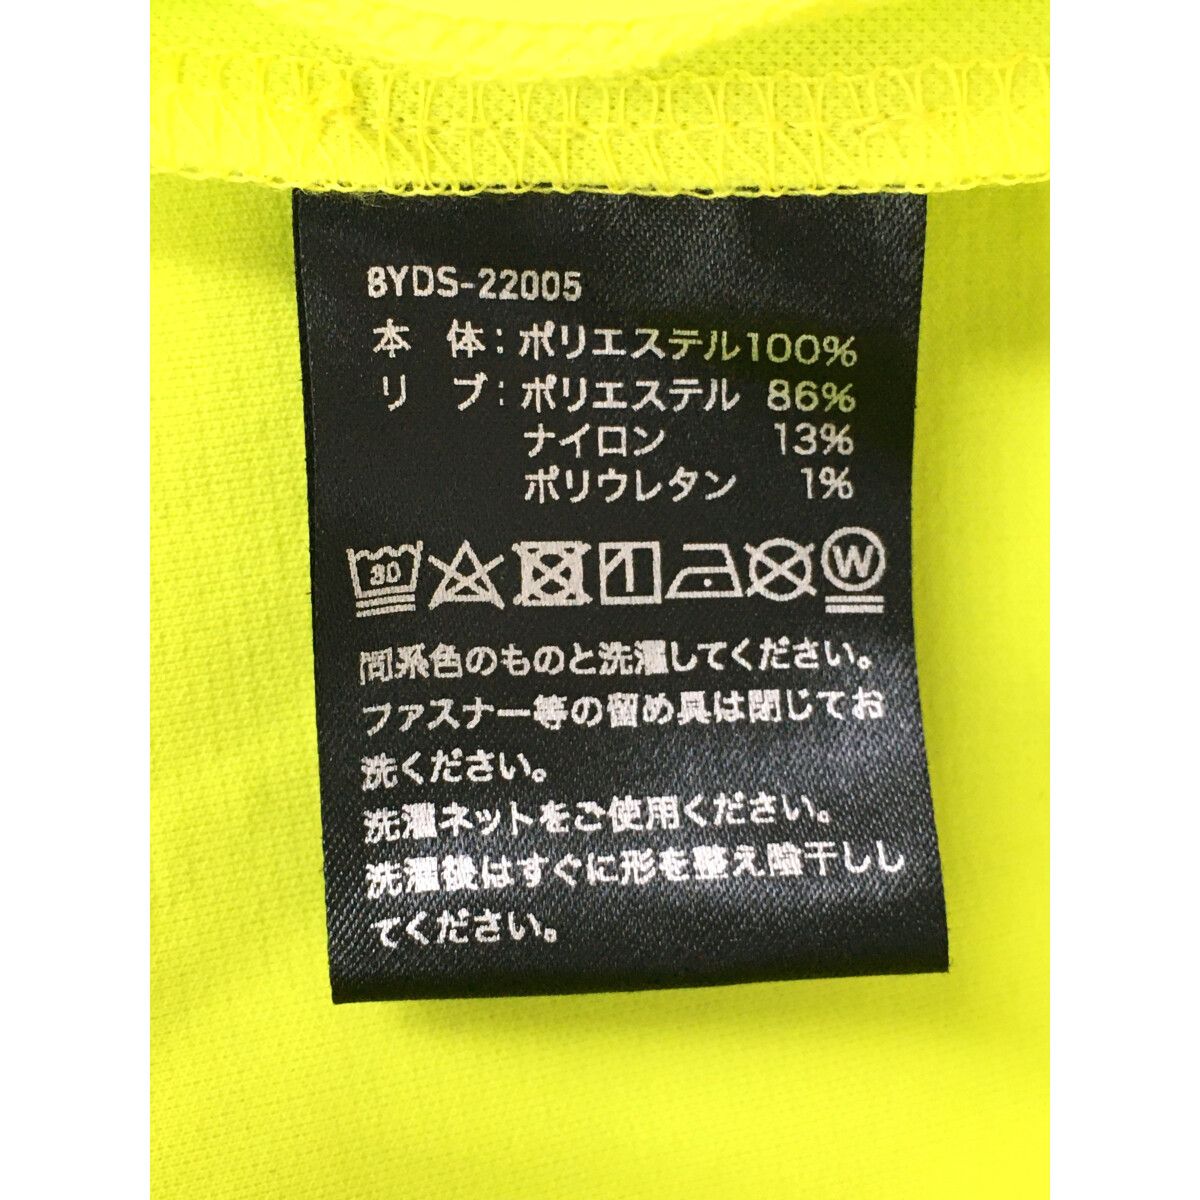 8YDS-22005
本　体：ポリエステル100%
リ　ブ：ポリエステル 86%
ナイロン 13%
ポリウレタン 1%
30 W
同系色のものと洗濯してください。
ファスナー等の留め具は閉じてお
洗ください。
洗濯ネットをご使用ください。
洗濯後はすぐに形を整え陰干しし
てください。